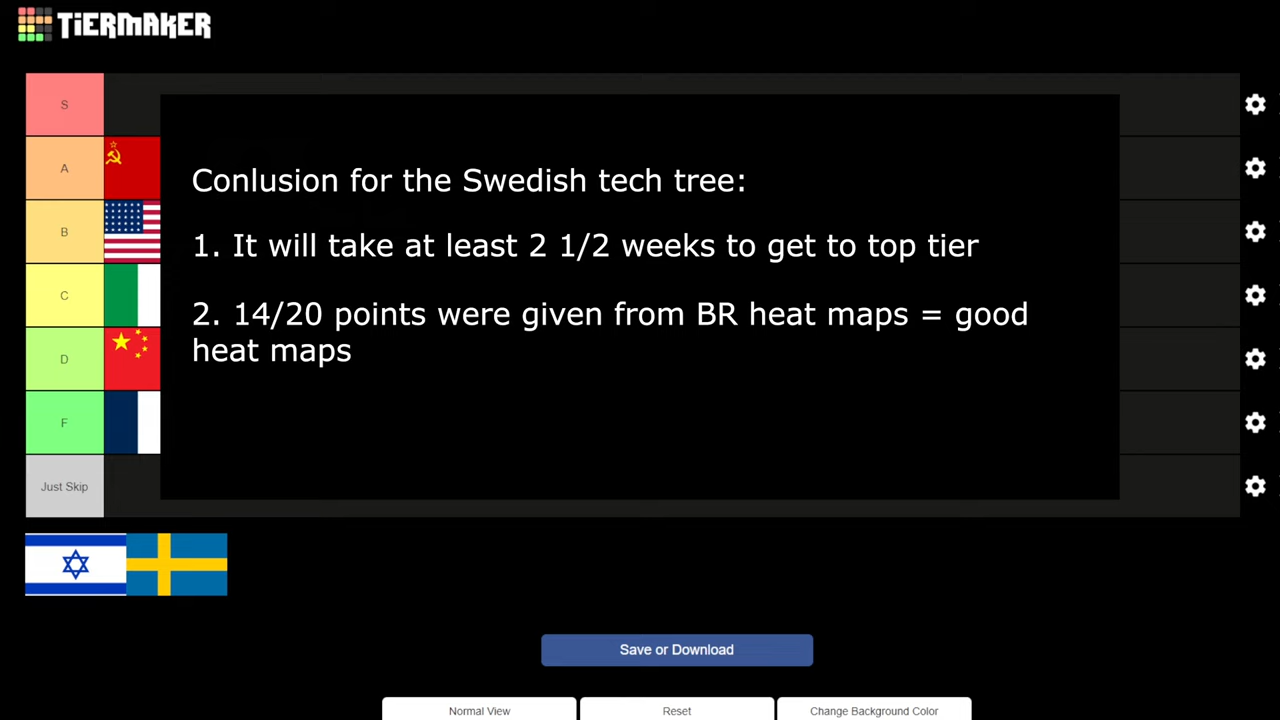 TiERMAKER
S
A
B
C
D
F
Just Skip
Conlusion for the Swedish tech tree:
1. It will take at least 2 1/2 weeks to get to top tier
2. 14/20 points were given from BR heat maps = good
heat maps
Save or Download
Normal View
Reset
Change Background Color